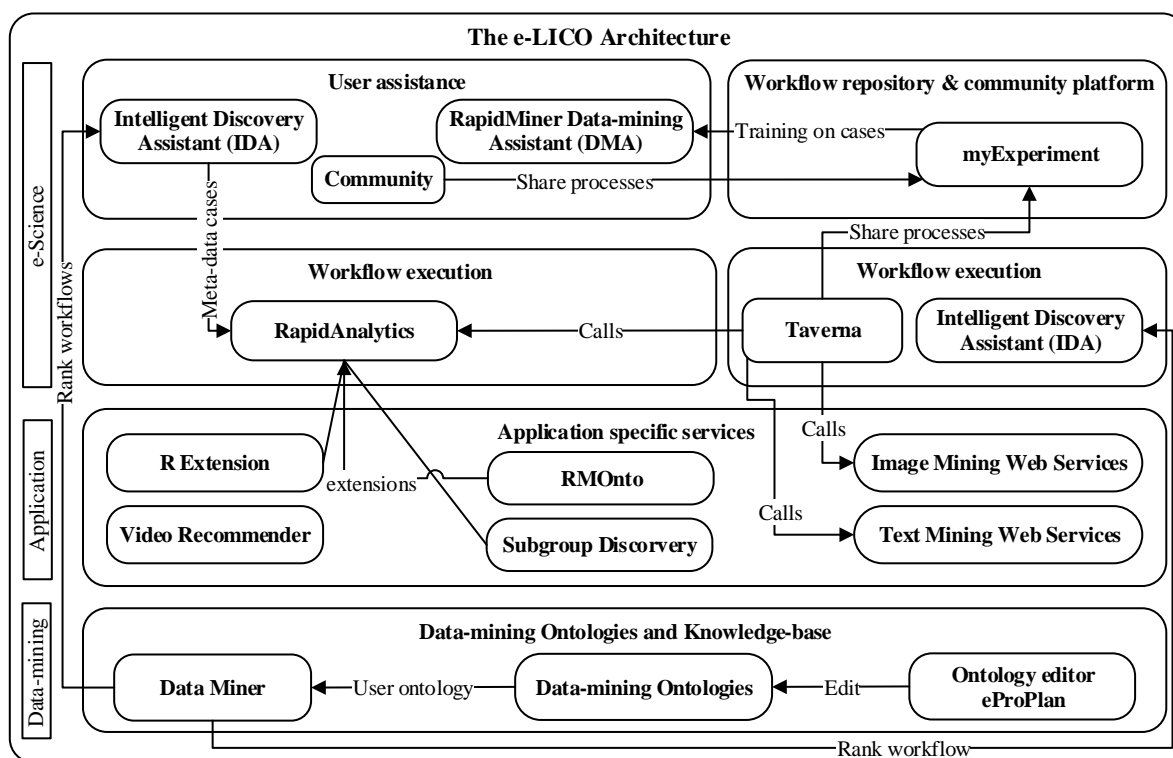 The e-LICO Architecture
e-Science
User assistance
Intelligent Discovery
Assistant (IDA)
RapidMiner Data-mining
Assistant (DMA)
Community
Workflow repository & community platform
Training on cases
myExperiment
Share processes
Share processes
Meta-data cases
Rank workflows
Workflow execution
RapidAnalytics
Calls
Workflow execution
Taverna
Intelligent Discovery
Assistant (IDA)
Application
Application specific services
R Extension
extensions
RMOnto
Video Recommender
Subgroup Discorvery
Calls
Image Mining Web Services
Calls
Text Mining Web Services
Data-mining
Data-mining Ontologies and Knowledge-base
Data Miner
User ontology
Data-mining Ontologies
Edit
Ontology editor
eProPlan
Rank workflow